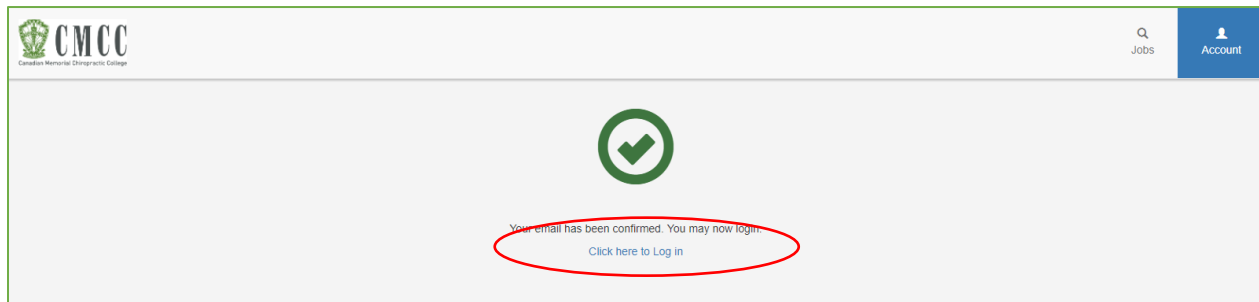 CMCC
Canadian Memorial Chiropractic College
Jobs
Account
Your email has been confirmed. You may now login.
Click here to Log in